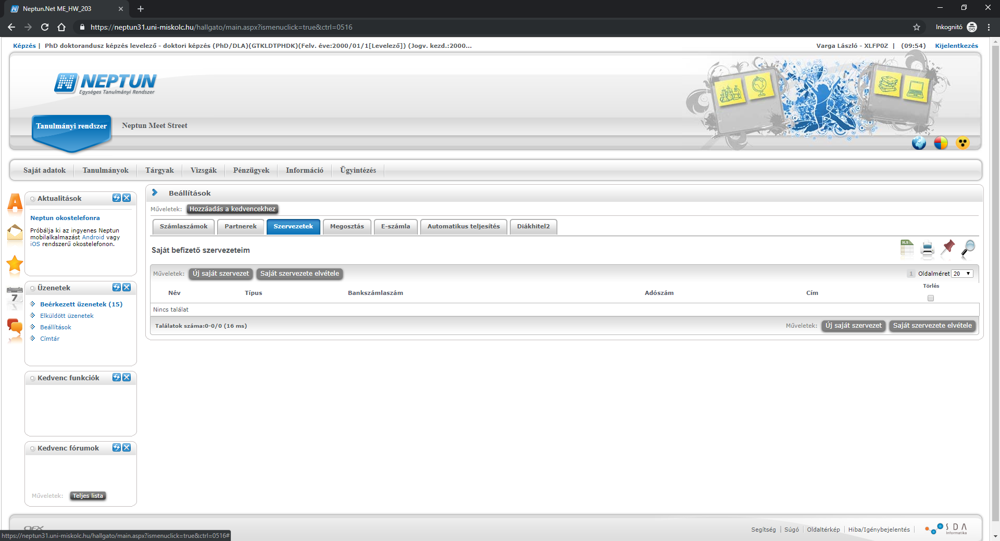 Neptun.Net ME_HW_203
https://neptun31.uni-miskolc.hu/hallgato/main.aspx?ismenuclick=true&ctrl=0516
Inkognitó
Képzés | PhD doktorandusz képzés levelező - doktori képzés (PhD/DLA)(GTKLDTPHDK)(Felv. éve:2000/01/1[Levelező]) (Jogv. kezd.:2000...
Varga László - XLFP0Z | (09:54) Kijelentkezés
NEPTUN
Egységes Tanulmányi Rendszer
Tanulmányi rendszer
Neptun Meet Street
Saját adatok
Tanulmányok
Tárgyak
Vizsgák
Pénzügyek
Információ
Ügyintézés
Aktualitások
Neptun okostelefonra
Próbálja ki az ingyenes Neptun
mobilalkalmazást Android vagy
iOS rendszerű okostelefonon.
Üzenetek
Beérkezett üzenetek (15)
Elküldött üzenetek
Beállítások
Címtár
7
Kedvenc funkciók
Kedvenc fórumok
Műveletek: Teljes lista
Beállítások
Műveletek: Hozzáadás a kedvencekhez
Számlaszámok
Partnerek
Szervezetek
Megosztás
E-számla
Automatikus teljesítés
Diákhitel2
Saját befizető szervezeteim
XLS
Műveletek: Új saját szervezet Saját szervezete elvétele
1 Oldalméret 20
Név Típus Bankszámlaszám Adószám Cím Törlés
Nincs találat
Találatok száma:0-0/0 (16 ms)
Műveletek: Új saját szervezet Saját szervezete elvétele
Segítség | Súgó | Oldaltérkép | Hiba/Igénybejelentés |
SDA
Informatika
https://neptun31.uni-miskolc.hu/hallgato/main.aspx?ismenuclick=true&ctrl=0516#